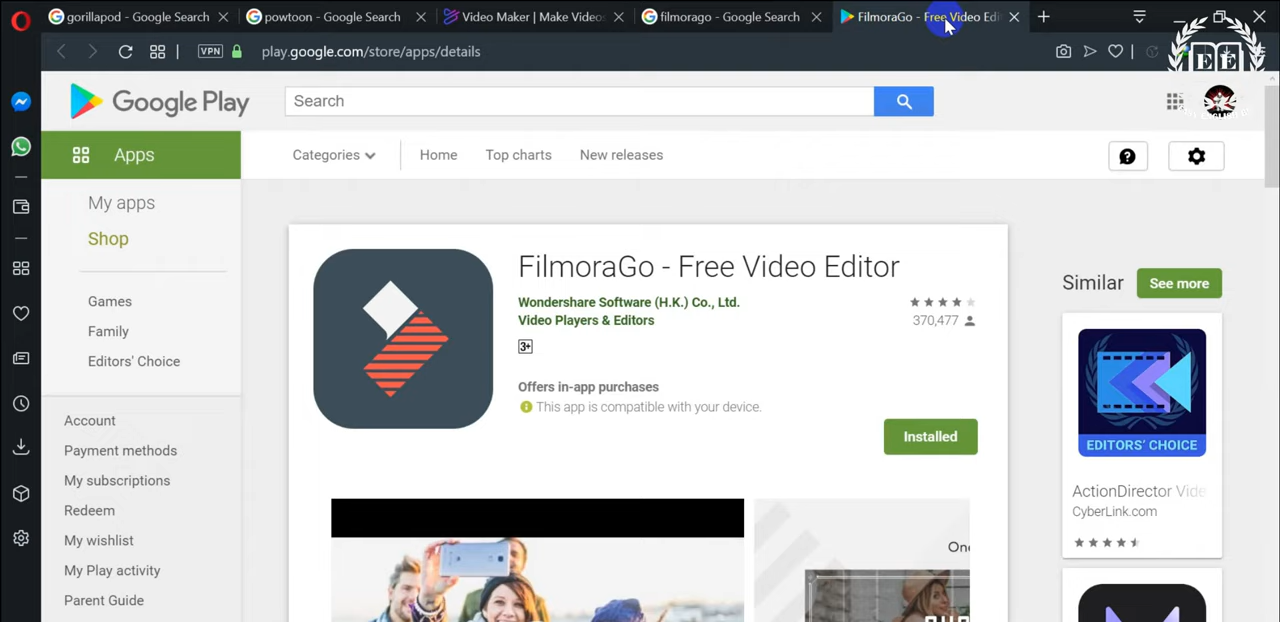 gorillapod - Google Search
powtoon - Google Search
Video Maker | Make Videos
filmorago - Google Search
FilmoraGo - Free Video Edi
VPN
play.google.com/store/apps/details
Google Play
Search
Apps
Categories
Home
Top charts
New releases
My apps
Shop
Games
Family
Editors' Choice
Account
Payment methods
My subscriptions
Redeem
My wishlist
My Play activity
Parent Guide
FilmoraGo - Free Video Editor
Wondershare Software (H.K.) Co., Ltd.
Video Players & Editors
370,477
3+
Offers in-app purchases
This app is compatible with your device.
Installed
Similar
See more
EDITORS' CHOICE
ActionDirector Vide
CyberLink.com
EE